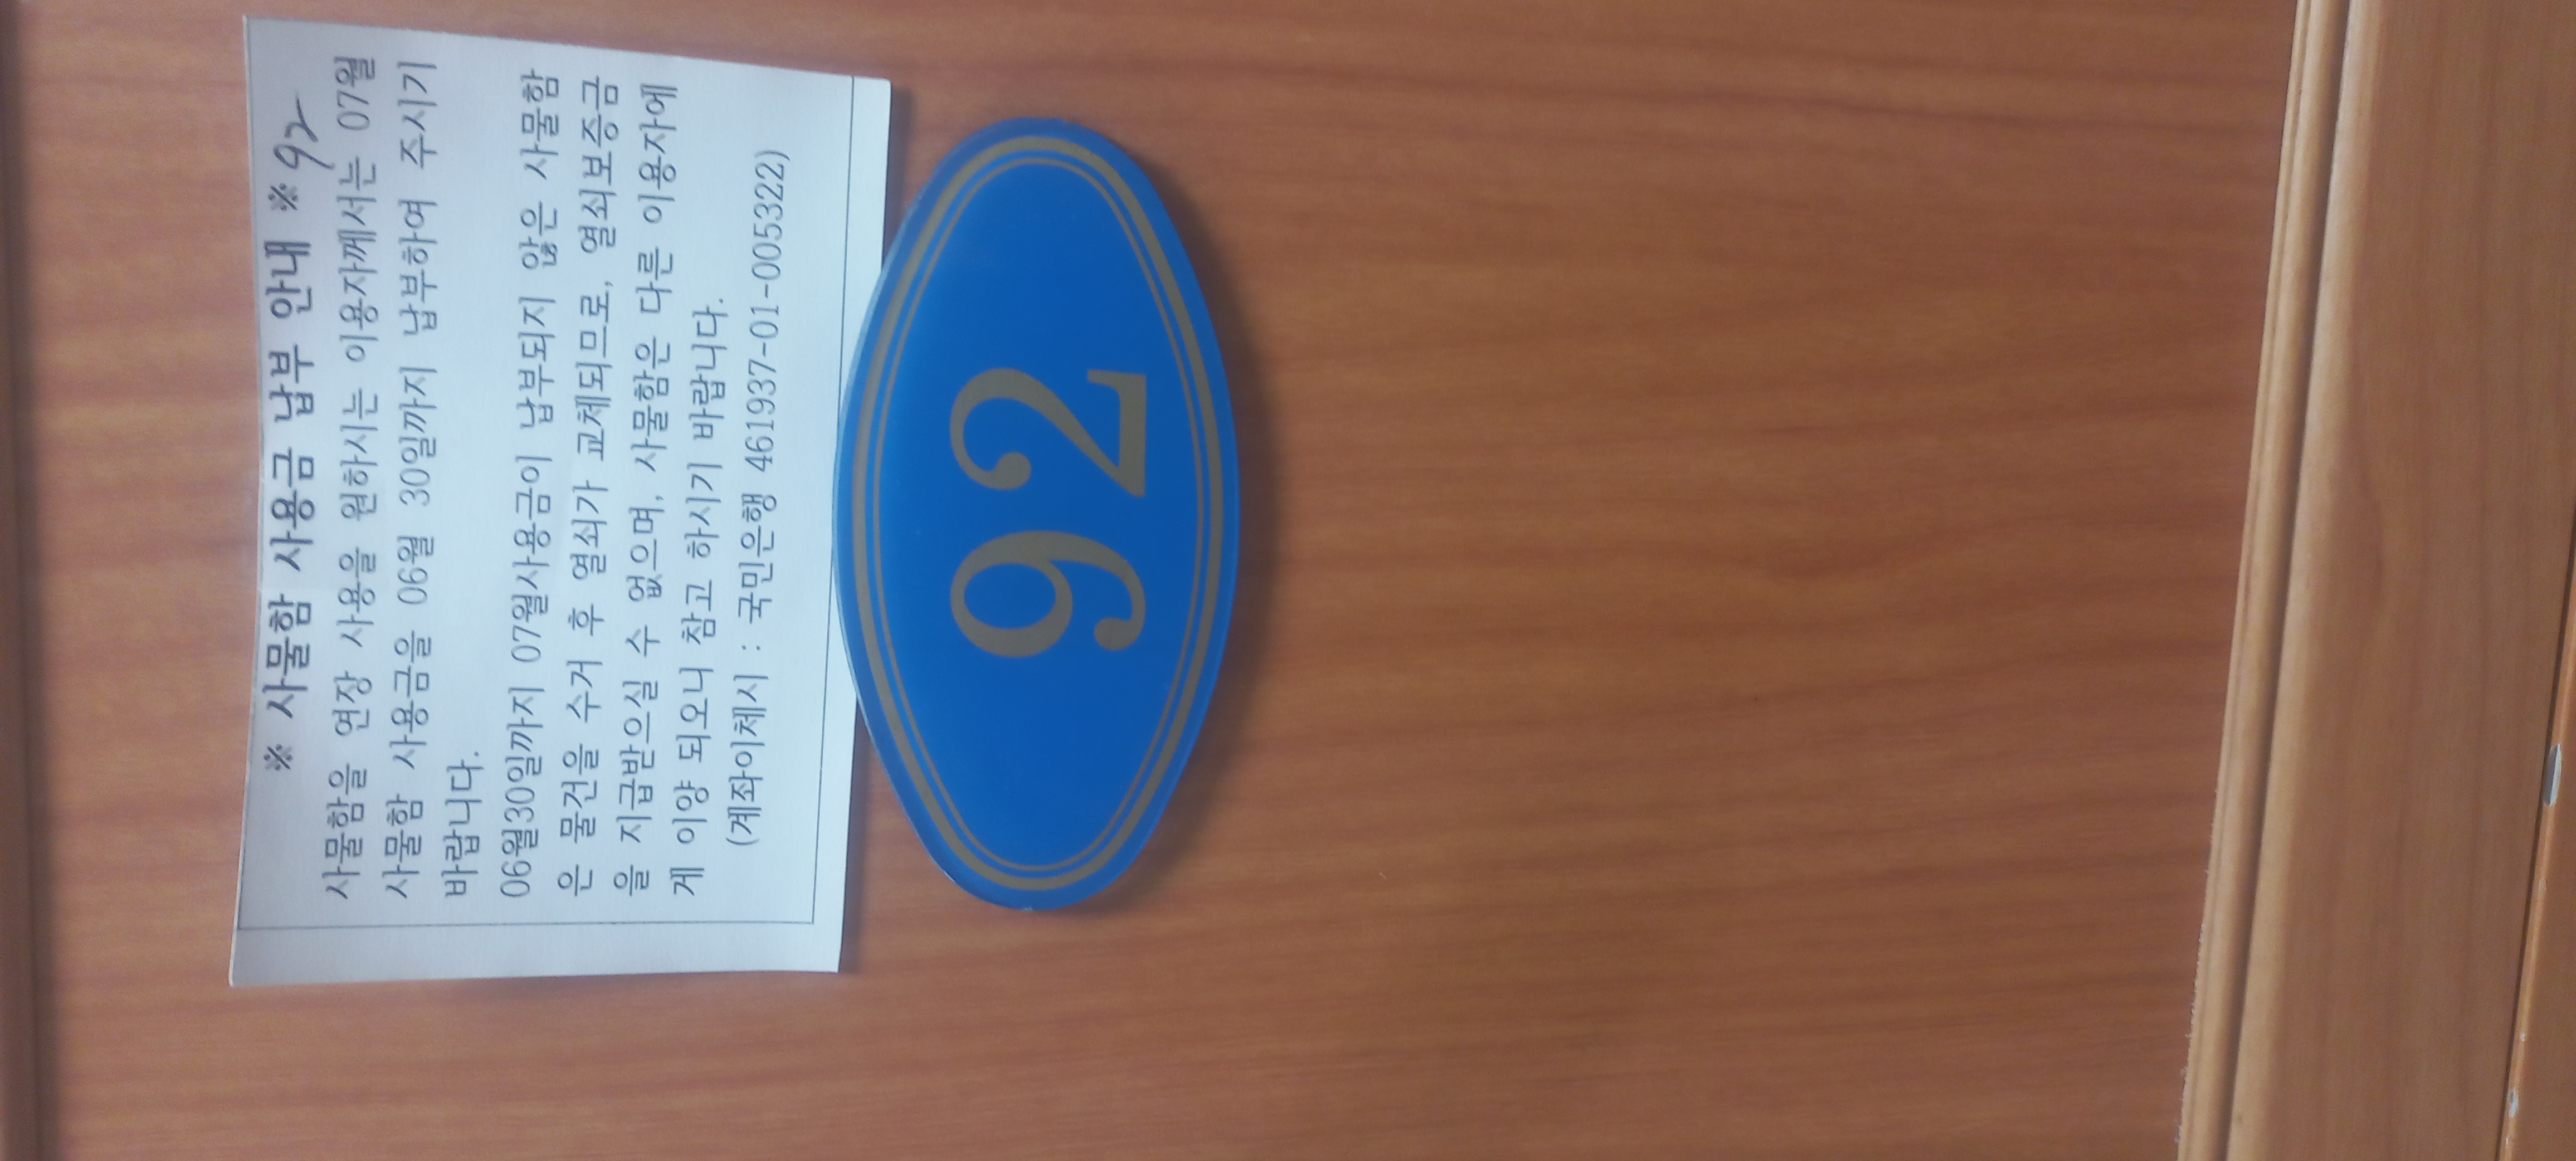 ※ 사물함 사용금 납부 안내 ※ 92
사물함을 연장 사용을 원하시는 이용자께서는 07월
사물함 사용금을 06월 30일까지 납부하여 주시기
바랍니다.
06월30일까지 07월사용금이 납부되지 않은 사물함
은 물건을 수거 후 열쇠가 교체되므로, 열쇠보증금
을 지급받으실 수 없으며, 사물함은 다른 이용자에
게 이양 되오니 참고 하시기 바랍니다.
(계좌이체시 : 국민은행 461937-01-005322)
92